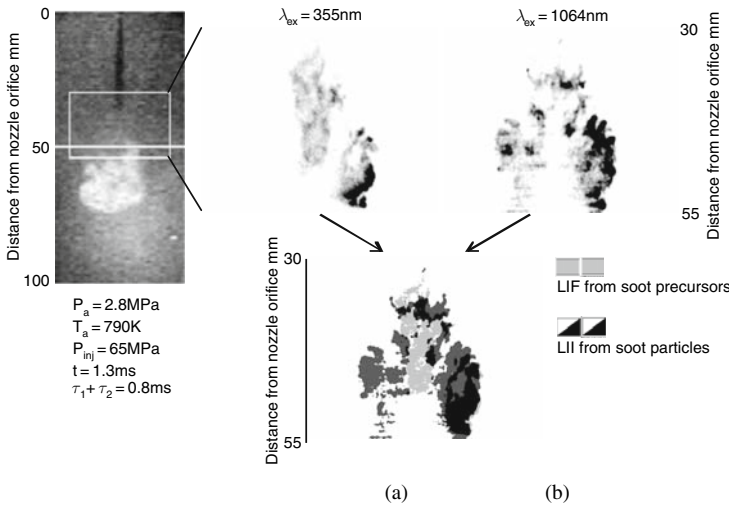 λex = 355nm
λex = 1064nm
0
50
100
Distance from nozzle orifice mm
30
55
Distance from nozzle orifice mm
Pa = 2.8MPa
Ta = 790K
Pinj = 65MPa
t = 1.3ms
τ1 + τ2 = 0.8ms
30
55
Distance from nozzle orifice mm
LIF from soot precursors
LII from soot particles
(a)
(b)